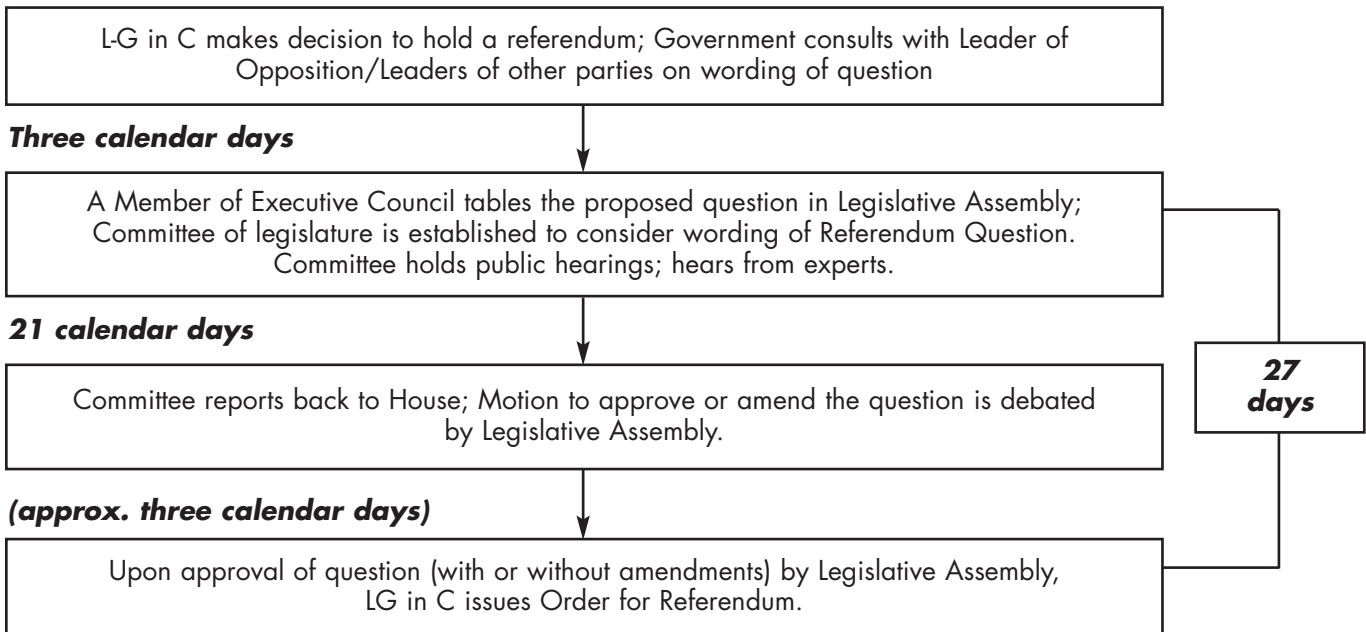 L-G in C makes decision to hold a referendum; Government consults with Leader of
Opposition/Leaders of other parties on wording of question
Three calendar days
A Member of Executive Council tables the proposed question in Legislative Assembly;
Committee of legislature is established to consider wording of Referendum Question.
Committee holds public hearings; hears from experts.
21 calendar days
27
days
Committee reports back to House; Motion to approve or amend the question is debated
by Legislative Assembly.
(approx. three calendar days)
Upon approval of question (with or without amendments) by Legislative Assembly,
LG in C issues Order for Referendum.